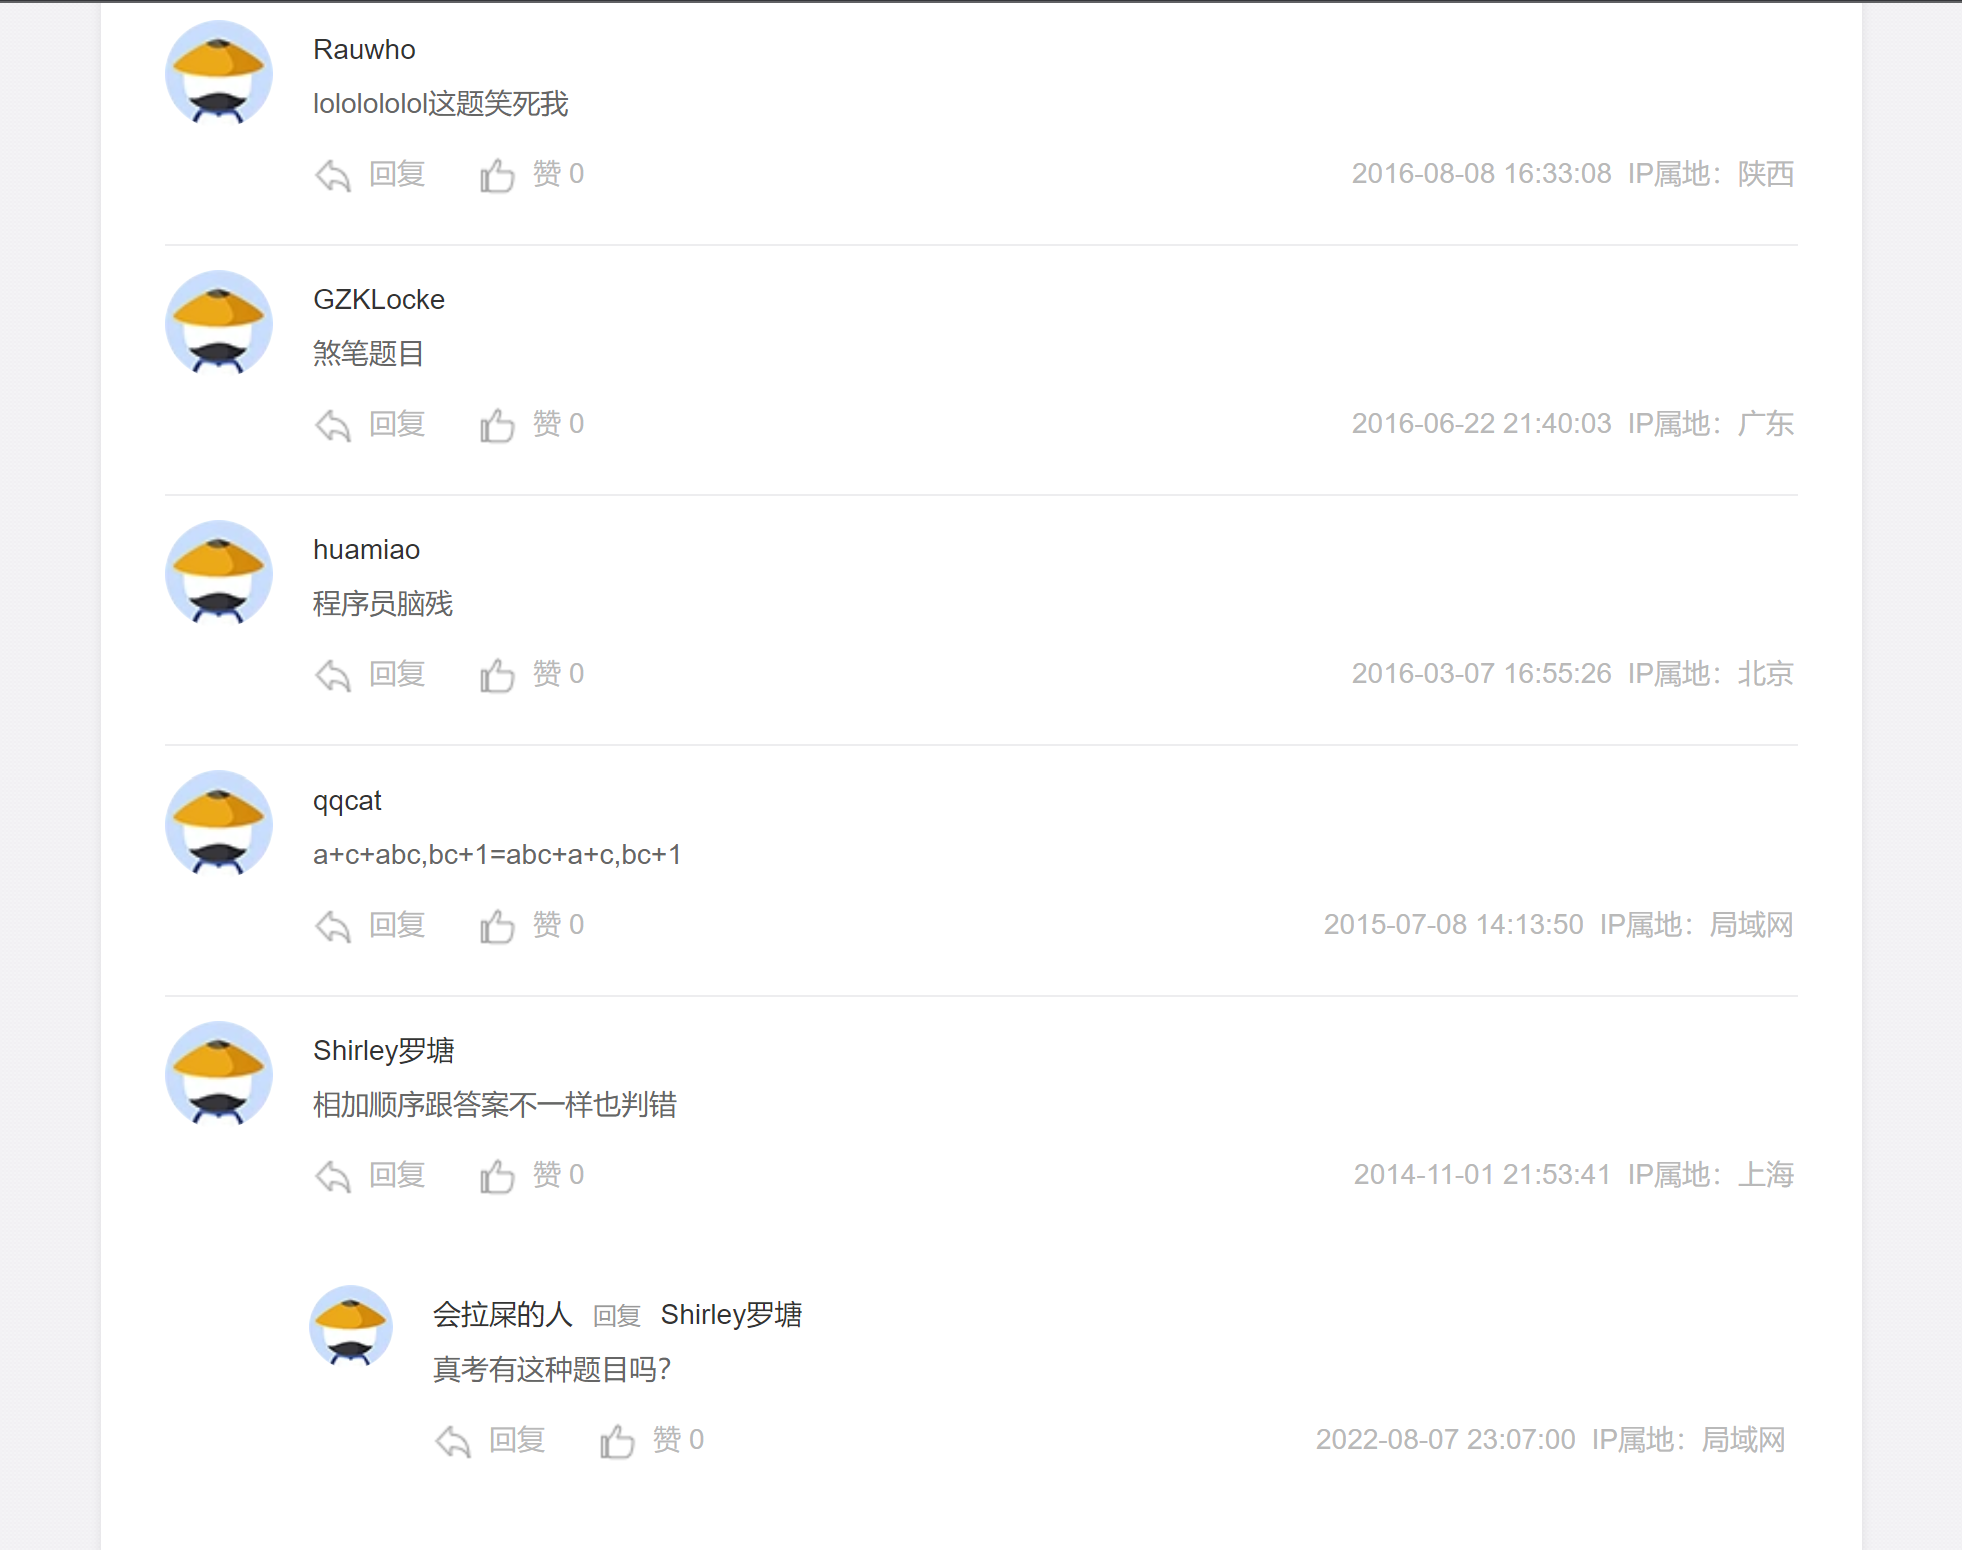 Rauwho
lolololololol这题笑死我
回复 赞 0 2016-08-08 16:33:08 IP属地：陕西
GZKLocke
煞笔题目
回复 赞 0 2016-06-22 21:40:03 IP属地：广东
huamiao
程序员脑残
回复 赞 0 2016-03-07 16:55:26 IP属地：北京
qqcat
a+c+abc,bc+1=abc+a+c,bc+1
回复 赞 0 2015-07-08 14:13:50 IP属地：局域网
Shirley罗塘
相加顺序跟答案不一样也判错
回复 赞 0 2014-11-01 21:53:41 IP属地：上海
会拉屎的人 回复 Shirley罗塘
真考有这种题目吗？
回复 赞 0 2022-08-07 23:07:00 IP属地：局域网